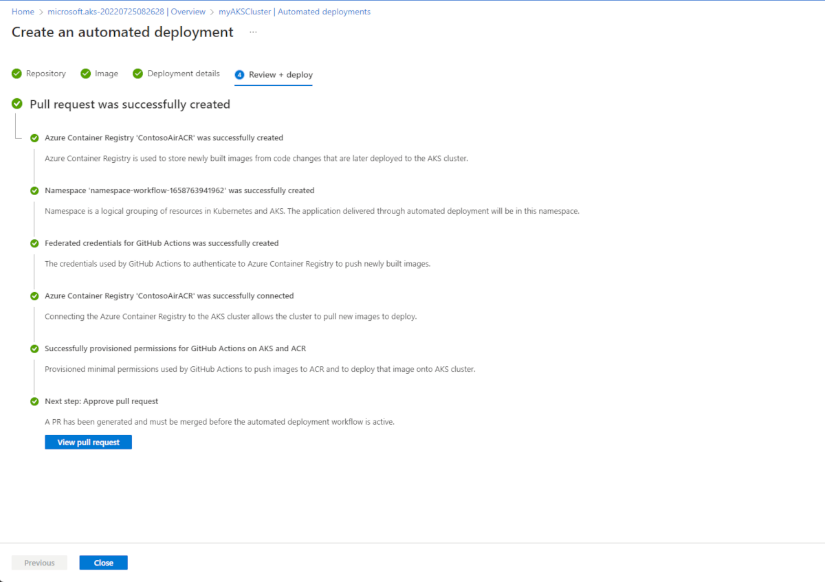 Home > microsoft.aks-20220725082628 | Overview > myAKSCluster | Automated deployments
Create an automated deployment ...
Repository Image Deployment details 4 Review + deploy
Pull request was successfully created
Azure Container Registry 'ContosoAirACR' was successfully created
Azure Container Registry is used to store newly built images from code changes that are later deployed to the AKS cluster.
Namespace 'namespace-workflow-1658763941962' was successfully created
Namespace is a logical grouping of resources in Kubernetes and AKS. The application delivered through automated deployment will be in this namespace.
Federated credentials for GitHub Actions was successfully created
The credentials used by GitHub Actions to authenticate to Azure Container Registry to push newly built images.
Azure Container Registry 'ContosoAirACR' was successfully connected
Connecting the Azure Container Registry to the AKS cluster allows the cluster to pull new images to deploy.
Successfully provisioned permissions for GitHub Actions on AKS and ACR
Provisioned minimal permissions used by GitHub Actions to push images to ACR and to deploy that image onto AKS cluster.
Next step: Approve pull request
A PR has been generated and must be merged before the automated deployment workflow is active.
View pull request
Previous Close